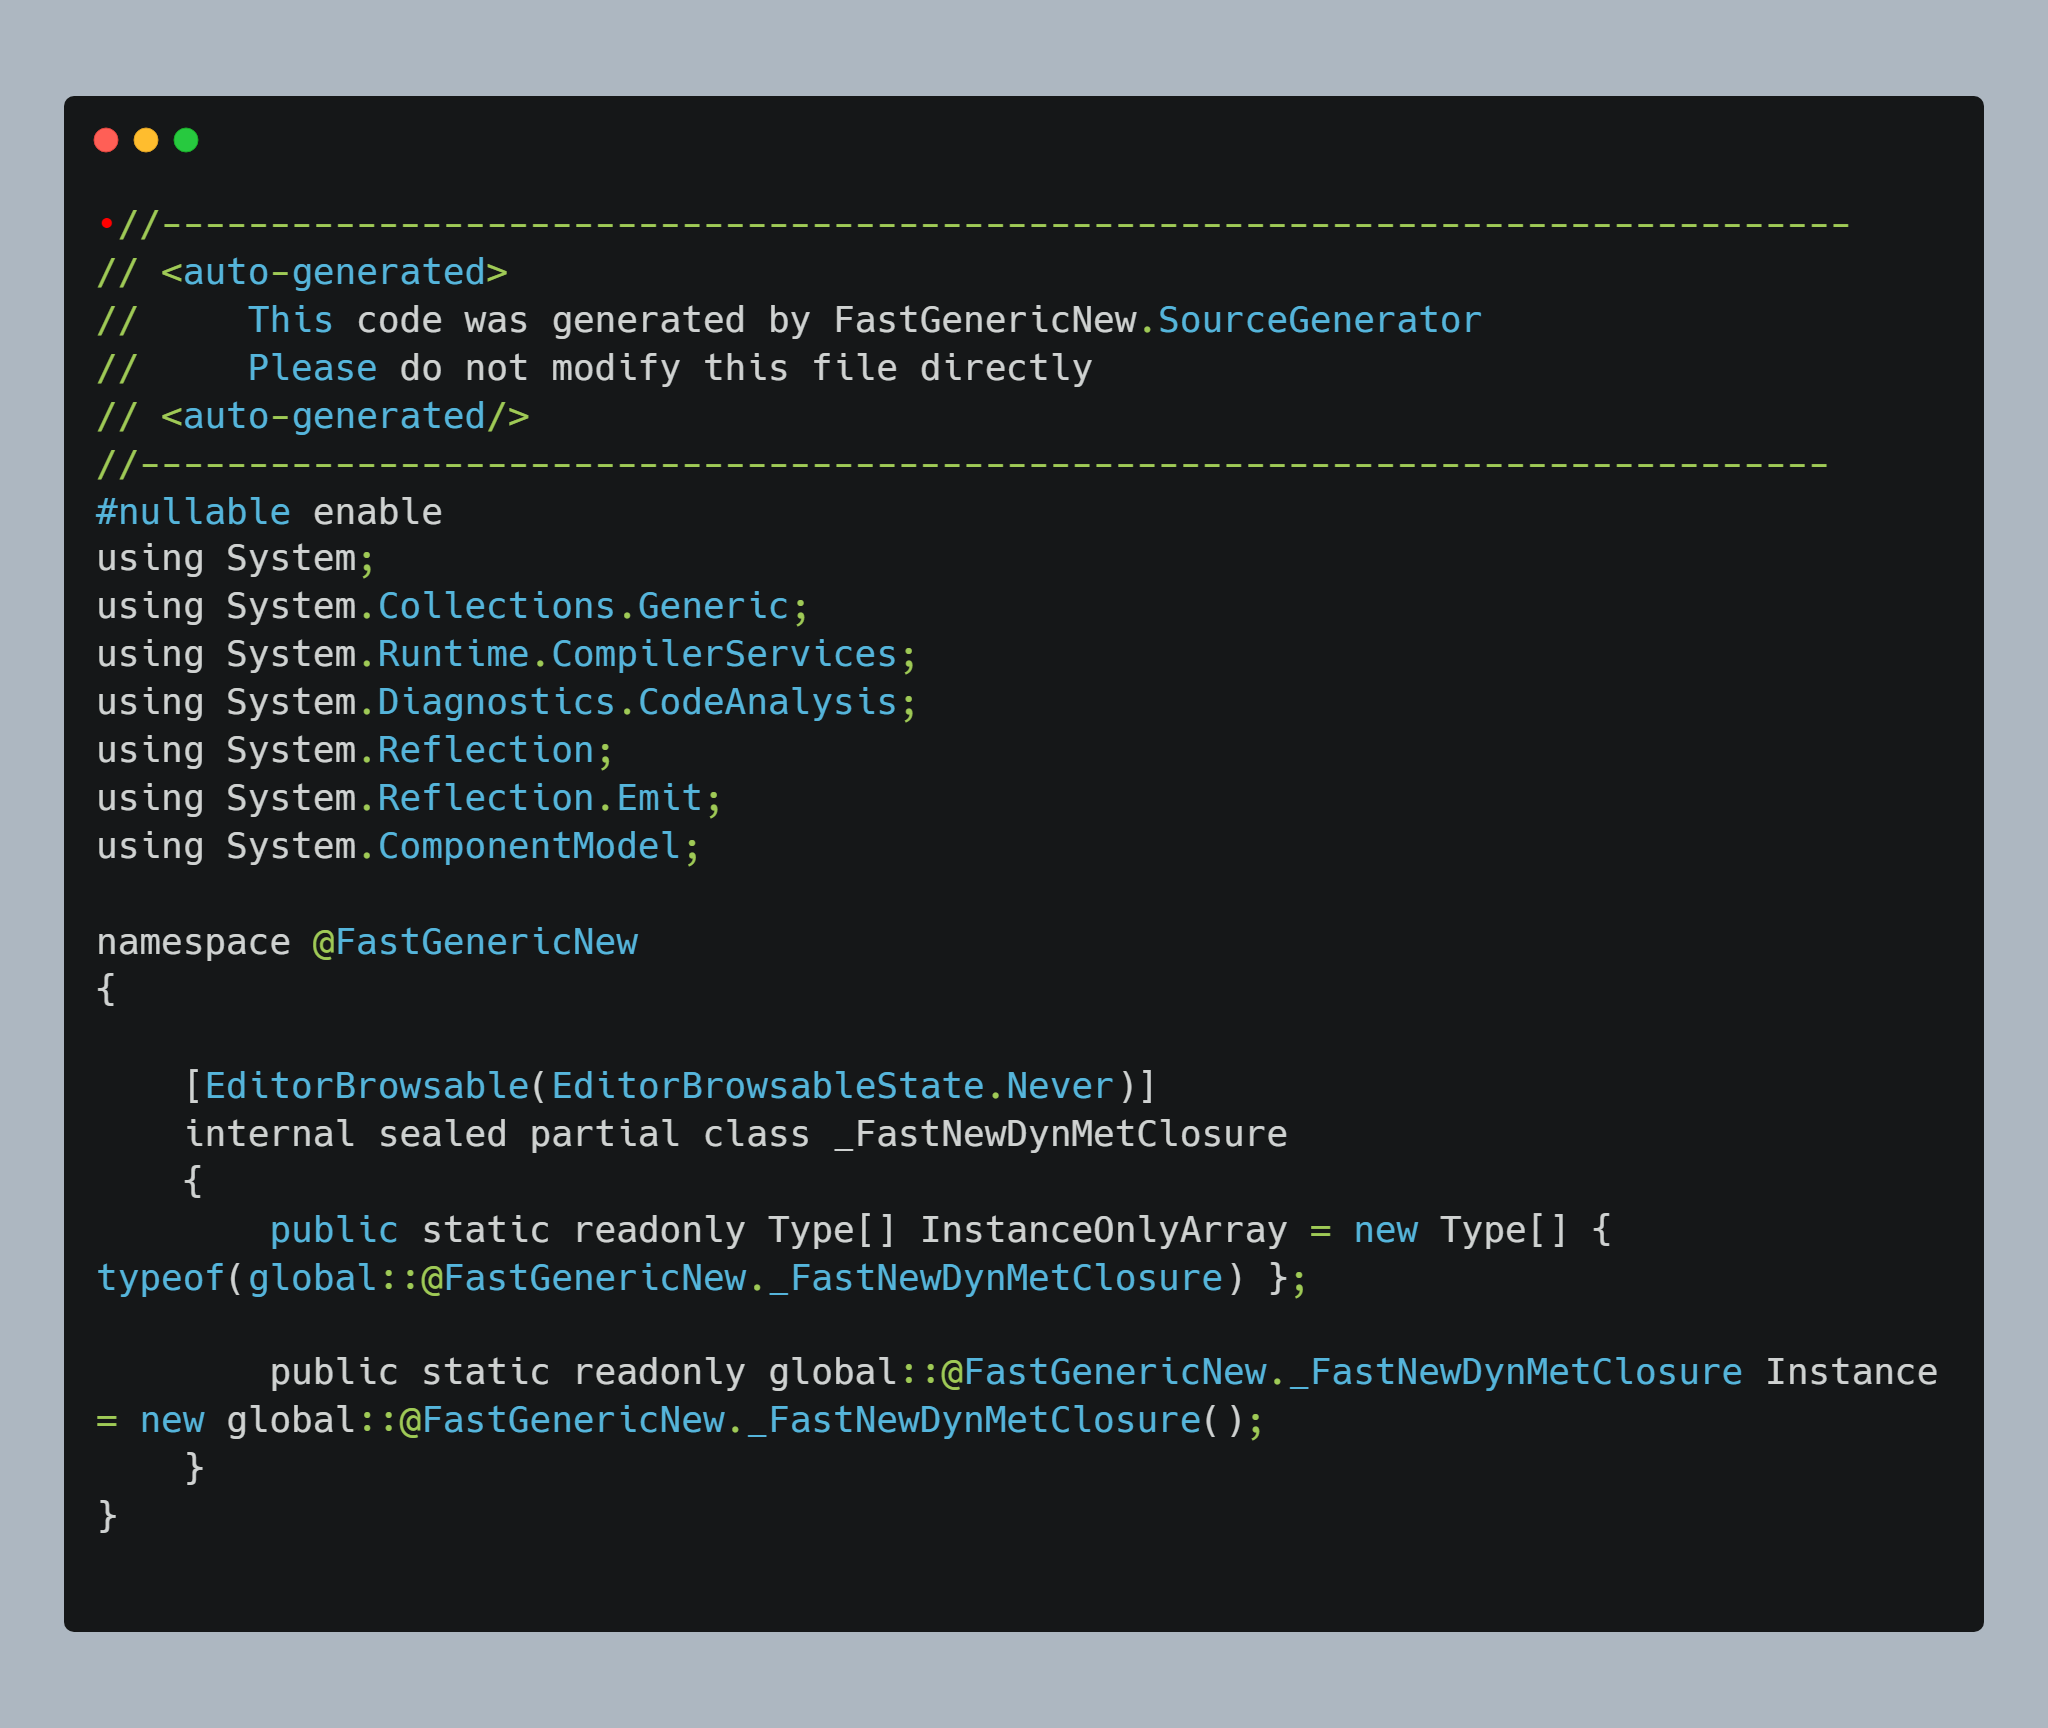 •//------------------------------------------------------------------------------
// <auto-generated>
//     This code was generated by FastGenericNew.SourceGenerator
//     Please do not modify this file directly
// <auto-generated/>
//------------------------------------------------------------------------------
#nullable enable
using System;
using System.Collections.Generic;
using System.Runtime.CompilerServices;
using System.Diagnostics.CodeAnalysis;
using System.Reflection;
using System.Reflection.Emit;
using System.ComponentModel;

namespace @FastGenericNew
{

    [EditorBrowsable(EditorBrowsableState.Never)]
    internal sealed partial class _FastNewDynMetClosure
    {
        public static readonly Type[] InstanceOnlyArray = new Type[] {
typeof(global::@FastGenericNew._FastNewDynMetClosure) };

        public static readonly global::@FastGenericNew._FastNewDynMetClosure Instance
= new global::@FastGenericNew._FastNewDynMetClosure();
    }
}